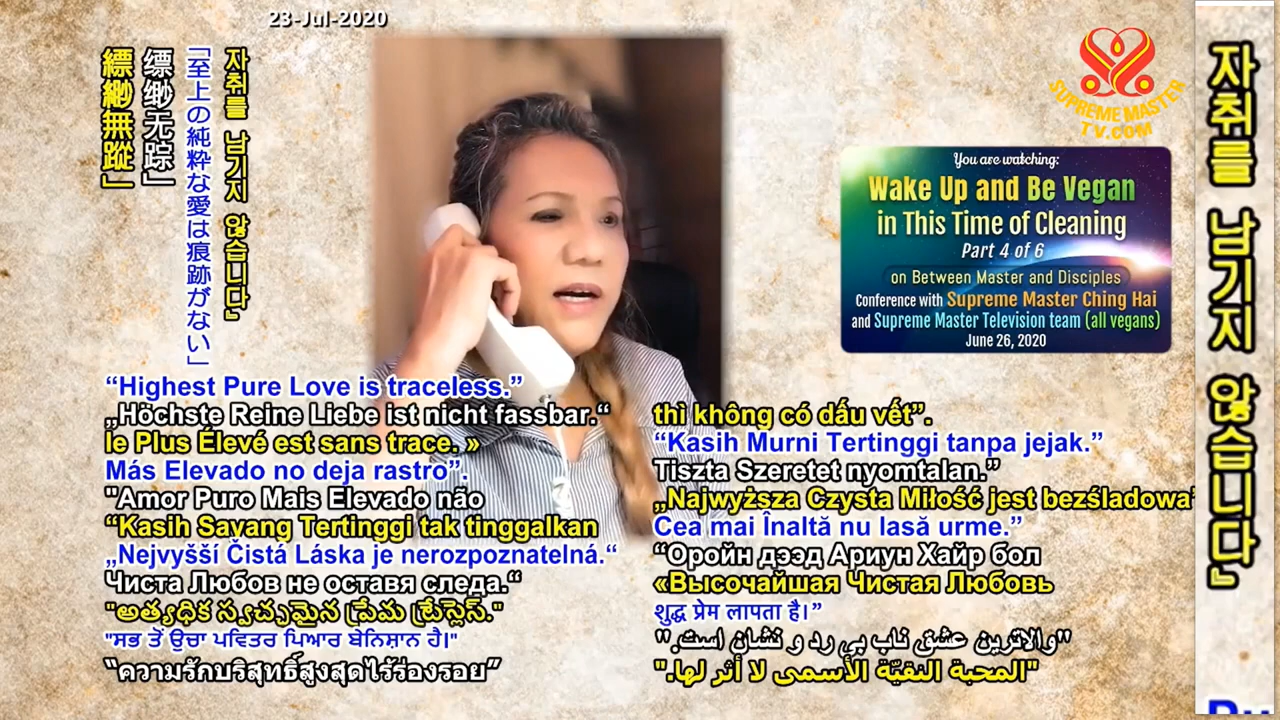 23-Jul-2020
자취를 남기지 않습니다』
「至上の純粋な愛は痕跡がない」
缥缈无踪」
縹緲無蹤」
SUPREME MASTER
TV.COM
You are watching:
Wake Up and Be Vegan
in This Time of Cleaning
Part 4 of 6
on Between Master and Disciples
Conference with Supreme Master Ching Hai
and Supreme Master Television team (all vegans)
June 26, 2020
“Highest Pure Love is traceless.”
„Höchste Reine Liebe ist nicht fassbar.“
le Plus Élevé est sans trace. »
Más Elevado no deja rastro”.
"Amor Puro Mais Elevado não
“Kasih Sayang Tertinggi tak tinggalkan
„Nejvyšší Čistá Láska je nerozpoznatelná.“
Чиста Любов не оставя следа.“
"అత్యధిక స్వచ్ఛమైన ప్రేమ ట్రేస్లెస్."
"ਸਭ ਤੋਂ ਉਚਾ ਪਵਿਤਰ ਪਿਆਰ ਬੇਨਿਸ਼ਾਨ ਹੈ।"
“ความรักบริสุทธิ์สูงสุดไร้ร่องรอย”
thì không có dấu vết”.
“Kasih Murni Tertinggi tanpa jejak.”
Tiszta Szeretet nyomtalan.”
„Najwyższa Czysta Miłość jest bezśladowa”
Cea mai Înaltă nu lasă urme.”
“Оройн дээд Ариун Хайр бол
«Высочайшая Чистая Любовь
शुद्ध प्रेम लापता है।”
"والاترین عشق ناب بی رد و نشان است."
"المحبة النقيّة الأسمى لا أثر لها."
자취를 남기지 않습니다』